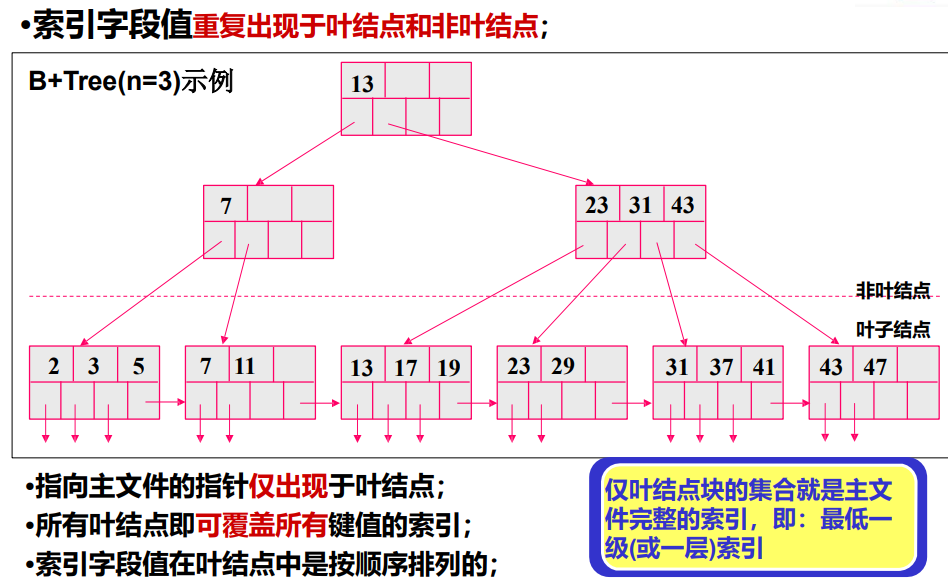 •索引字段值重复出现于叶结点和非叶结点；
B+Tree(n=3)示例
13
7
23 31 43
非叶结点
叶子结点
2 3 5
7 11
13 17 19
23 29
31 37 41
43 47
•指向主文件的指针仅出现于叶结点；
•所有叶结点即可覆盖所有键值的索引；
•索引字段值在叶结点中是按顺序排列的；
仅叶结点块的集合就是主文
件完整的索引，即：最低一
级(或一层)索引